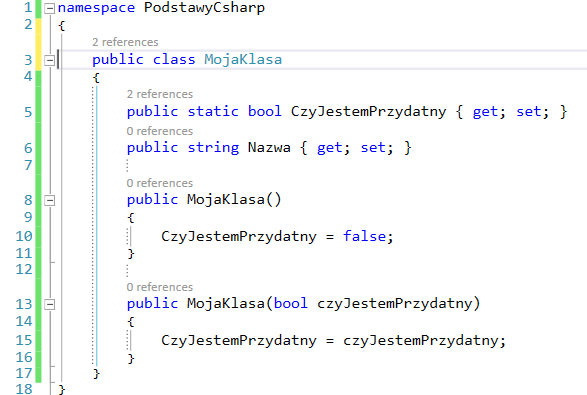 1 namespace PodstawyCsharp
2 {
2 references
3 public class MojaKlasa
4 {
2 references
5 public static bool CzyJestemPrzydatny { get; set; }
0 references
6 public string Nazwa { get; set; }
7
0 references
8 public MojaKlasa()
9 {
10 CzyJestemPrzydatny = false;
11 }
12
0 references
13 public MojaKlasa(bool czyJestemPrzydatny)
14 {
15 CzyJestemPrzydatny = czyJestemPrzydatny;
16 }
17 }
18 }